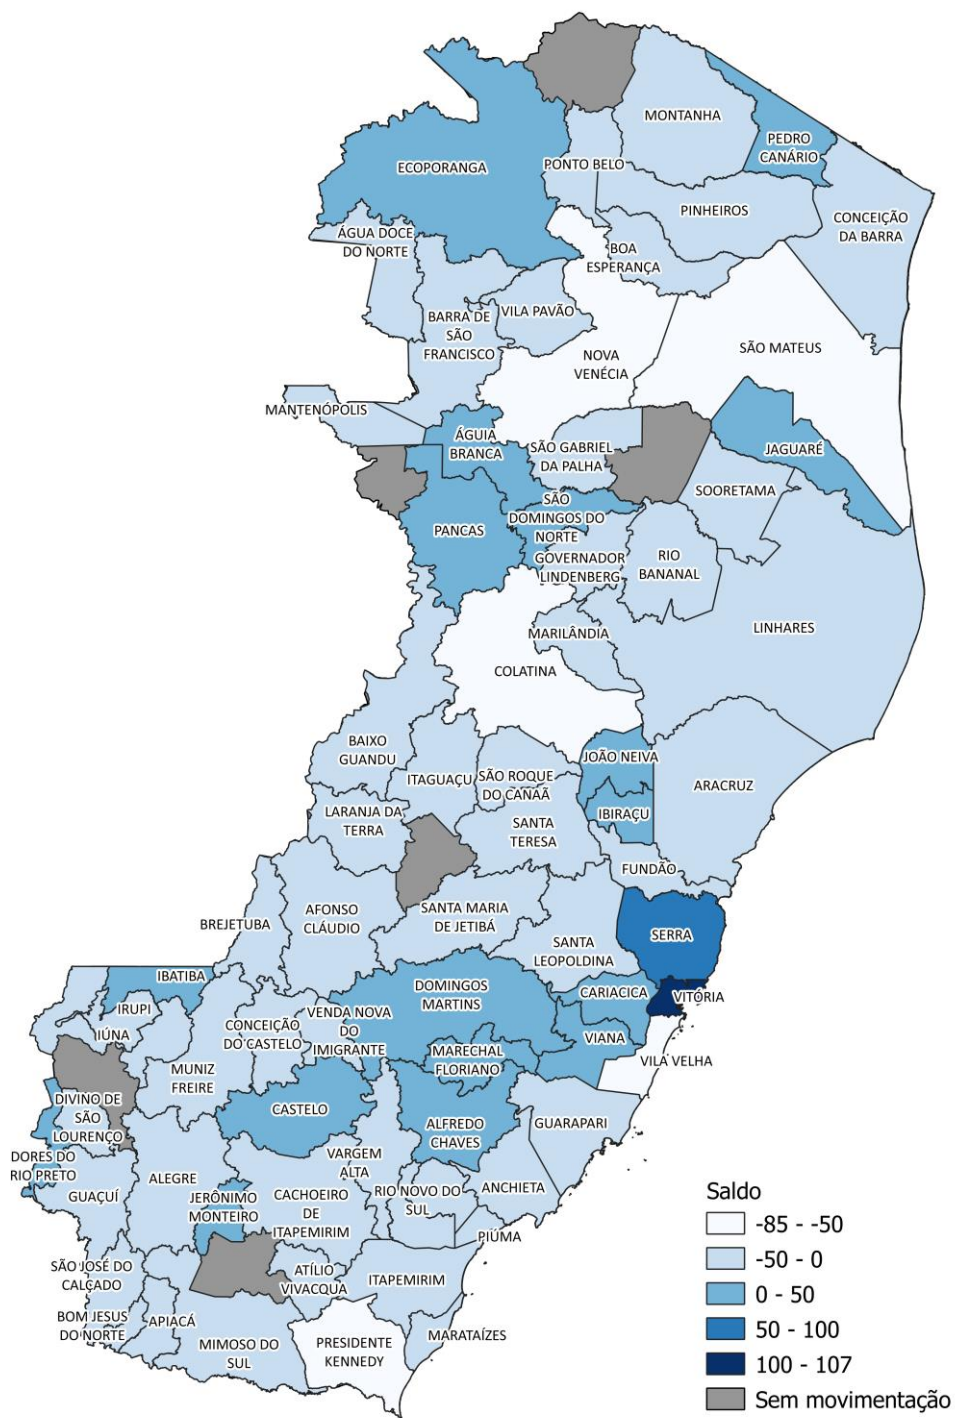 MONTANHA
PEDRO
CANÁRIO
PONTO BELO
ECOPORANGA
PINHEIROS
CONCEIÇÃO
DA BARRA
ÁGUA DOCE
DO NORTE
BOA
ESPERANÇA
VILA PAVÃO
BARRA DE
SÃO
FRANCISCO
NOVA
VENÉCIA
SÃO MATEUS
MANTENÓPOLIS
ÁGUIA
BRANCA
SÃO GABRIEL
DA PALHA
JAGUARÉ
SOORETAMA
SÃO
DOMINGOS DO
NORTE
PANCAS
GOVERNADOR
LINDENBERG
RIO
BANANAL
LINHARES
MARILÂNDIA
COLATINA
BAIXO
GUANDU
ITAGUAÇU
SÃO ROQUE
DO CANAÃ
JOÃO NEIVA
ARACRUZ
LARANJA DA
TERRA
SANTA
TERESA
IBIRAÇU
FUNDÃO
BREJETUBA
AFONSO
CLÁUDIO
SANTA MARIA
DE JETIBÁ
SERRA
SANTA
LEOPOLDINA
IBATIBA
DOMINGOS
MARTINS
CARIACICA
VITÓRIA
IRUPI
IÚNA
CONCEIÇÃO
DO CASTELO
VENDA NOVA
DO
IMIGRANTE
VIANA
MARECHAL
FLORIANO
VILA VELHA
MUNIZ
FREIRE
DIVINO DE
SÃO
LOURENÇO
CASTELO
ALFREDO
CHAVES
GUARAPARI
DORES DO
RIO PRETO
VARGEM
ALTA
ALEGRE
GUAÇUÍ
JERÔNIMO
MONTEIRO
CACHOEIRO
DE
ITAPEMIRIM
RIO NOVO DO
SUL
ANCHIETA
PIÚMA
SÃO JOSÉ DO
CALÇADO
ATÍLIO
VIVACQUA
ITAPEMIRIM
BOM JESUS
DO NORTE
APIACÁ
MIMOSO DO
SUL
PRESIDENTE
KENNEDY
MARATAÍZES
Saldo
-85 - -50
-50 - 0
0 - 50
50 - 100
100 - 107
Sem movimentação